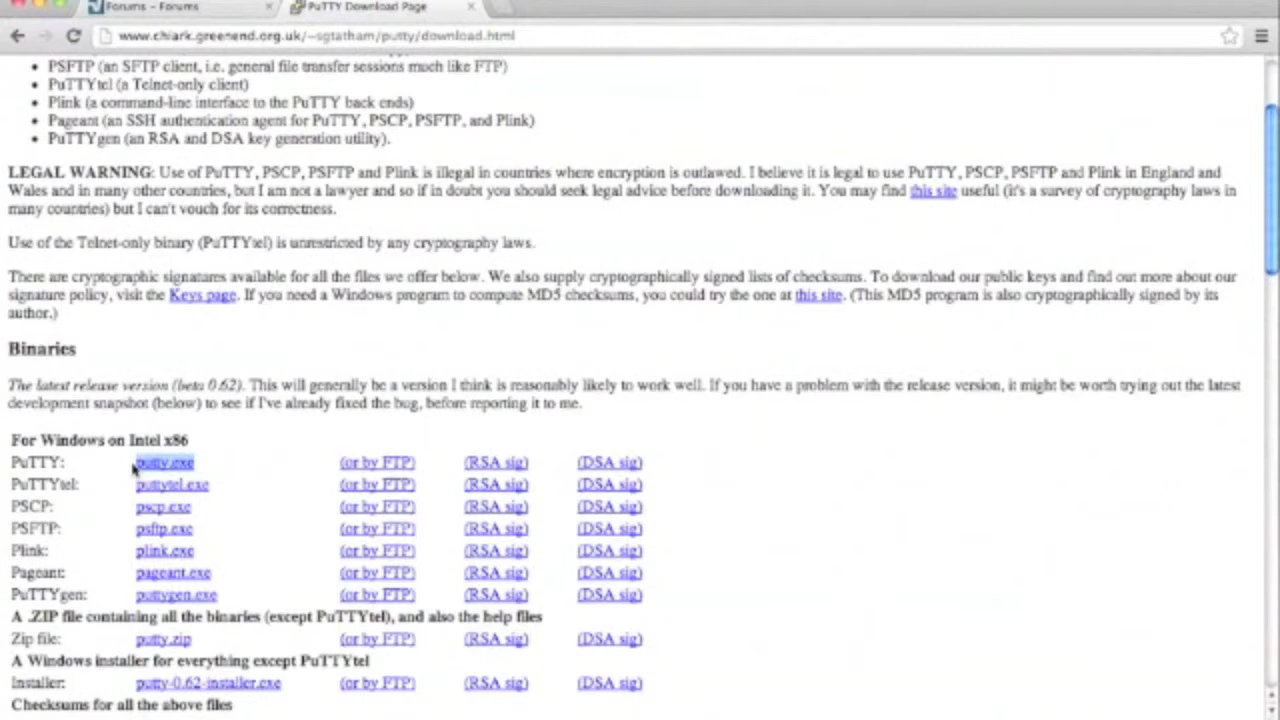 Forums - Forums
PuTTY Download Page
www.chiark.greenend.org.uk/~sgtatham/putty/download.html
• PSFTP (an SFTP client, i.e. general file transfer sessions much like FTP)
• PuTTYtel (a Telnet-only client)
• Plink (a command-line interface to the PuTTY back ends)
• Pageant (an SSH authentication agent for PuTTY, PSCP, PSFTP, and Plink)
• PuTTYgen (an RSA and DSA key generation utility).
LEGAL WARNING: Use of PuTTY, PSCP, PSFTP and Plink is illegal in countries where encryption is outlawed. I believe it is legal to use PuTTY, PSCP, PSFTP and Plink in England and
Wales and in many other countries, but I am not a lawyer and so if in doubt you should seek legal advice before downloading it. You may find this site useful (it's a survey of cryptography laws in
many countries) but I can't vouch for its correctness.
Use of the Telnet-only binary (PuTTYtel) is unrestricted by any cryptography laws.
There are cryptographic signatures available for all the files we offer below. We also supply cryptographically signed lists of checksums. To download our public keys and find out more about our
signature policy, visit the Keys page. If you need a Windows program to compute MD5 checksums, you could try the one at this site. (This MD5 program is also cryptographically signed by its
author.)
Binaries
The latest release version (beta 0.62). This will generally be a version I think is reasonably likely to work well. If you have a problem with the release version, it might be worth trying out the latest
development snapshot (below) to see if I've already fixed the bug, before reporting it to me.
For Windows on Intel x86
PuTTY: putty.exe (or by FTP) (RSA sig) (DSA sig)
PuTTYtel: puttytel.exe (or by FTP) (RSA sig) (DSA sig)
PSCP: pscp.exe (or by FTP) (RSA sig) (DSA sig)
PSFTP: psftp.exe (or by FTP) (RSA sig) (DSA sig)
Plink: plink.exe (or by FTP) (RSA sig) (DSA sig)
Pageant: pageant.exe (or by FTP) (RSA sig) (DSA sig)
PuTTYgen: puttygen.exe (or by FTP) (RSA sig) (DSA sig)
A .ZIP file containing all the binaries (except PuTTYtel), and also the help files
Zip file: putty.zip (or by FTP) (RSA sig) (DSA sig)
A Windows installer for everything except PuTTYtel
Installer: putty-0.62-installer.exe (or by FTP) (RSA sig) (DSA sig)
Checksums for all the above files